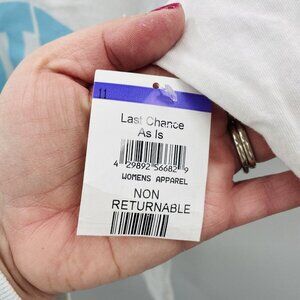 11
Last Chance
As Is
4 29892 56682 9
WOMENS APPAREL
NON
RETURNABLE